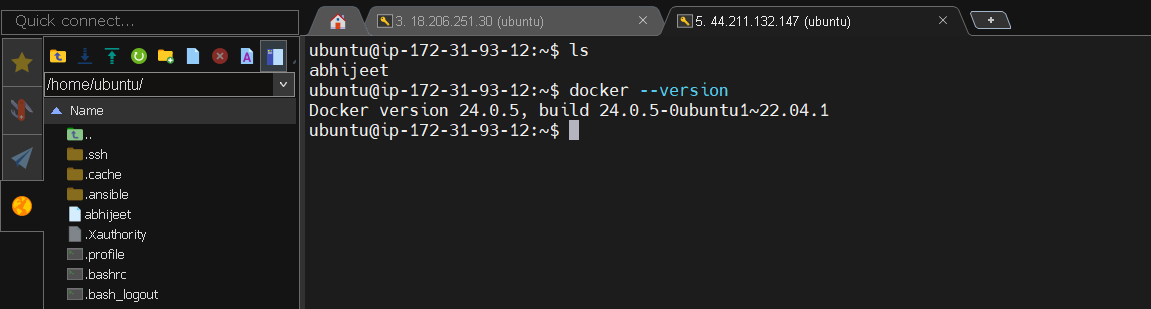 Quick connect...
3. 18.206.251.30 (ubuntu)
5. 44.211.132.147 (ubuntu)
/home/ubuntu/
Name
..
.ssh
.cache
.ansible
abhijeet
.Xauthority
.profile
.bashrc
.bash_logout
ubuntu@ip-172-31-93-12:~$ ls
abhijeet
ubuntu@ip-172-31-93-12:~$ docker --version
Docker version 24.0.5, build 24.0.5-0ubuntu1~22.04.1
ubuntu@ip-172-31-93-12:~$